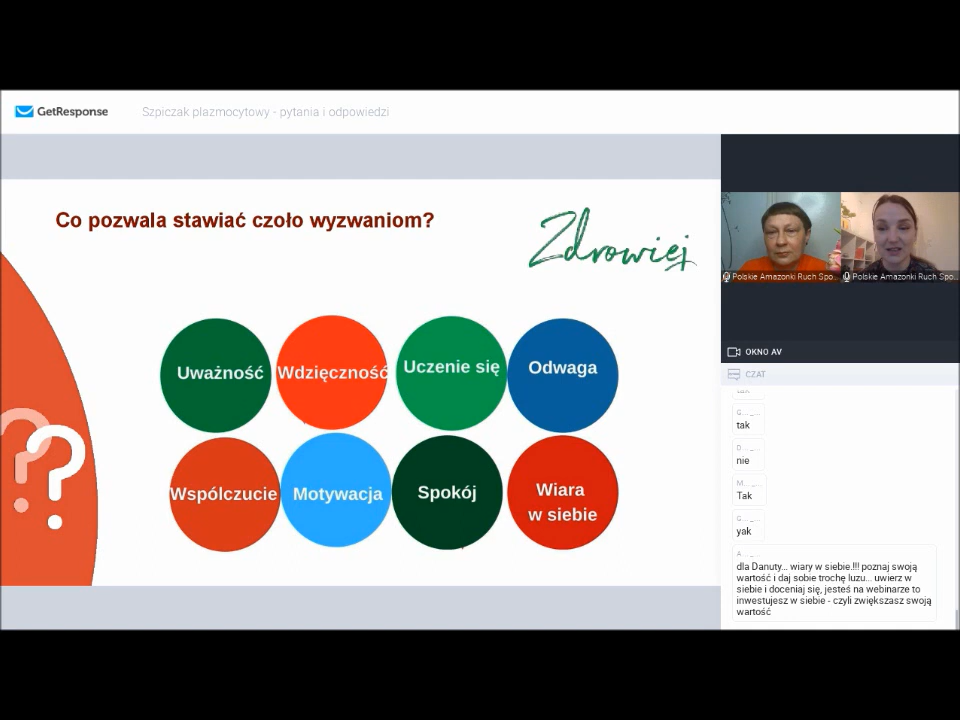 GetResponse
Szpiczak plazmocytowy - pytania i odpowiedzi
Co pozwala stawiać czoło wyzwaniom?
Zdrowiej
Uważność
Wdzięczność
Uczenie się
Odwaga
Wspólczucie
Motywacja
Spokój
Wiara
w siebie
??
Polskie Amazonki Ruch Spo...
Polskie Amazonki Ruch Spo...
OKNO AV
CZAT
G... _...
tak
D... _...
nie
M... _...
Tak
G... _...
yak
A... _...
dla Danuty... wiary w siebie.!!! poznaj swoją
wartość i daj sobie trochę luzu... uwierz w
siebie i doceniaj się, jesteś na webinarze to
inwestujesz w siebie - czyli zwiększasz swoją
wartość